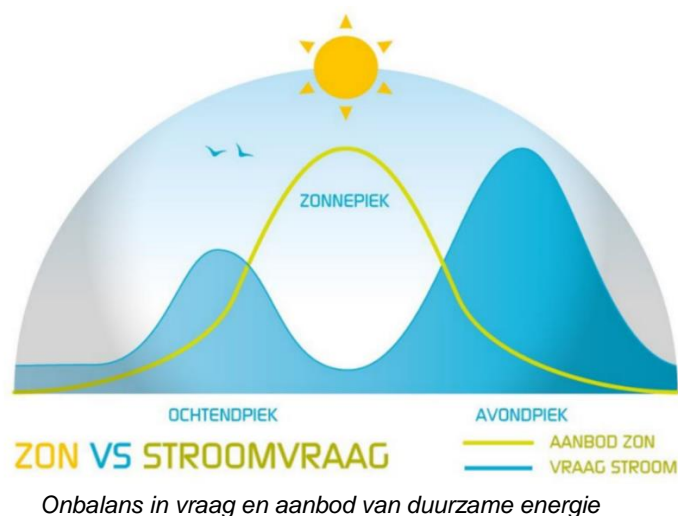 ZONNEPIEK
OCHTENDPIEK
AVONDPIEK
ZON VS STROOMVRAAG
AANBOD ZON
VRAAG STROOM
Onbalans in vraag en aanbod van duurzame energie